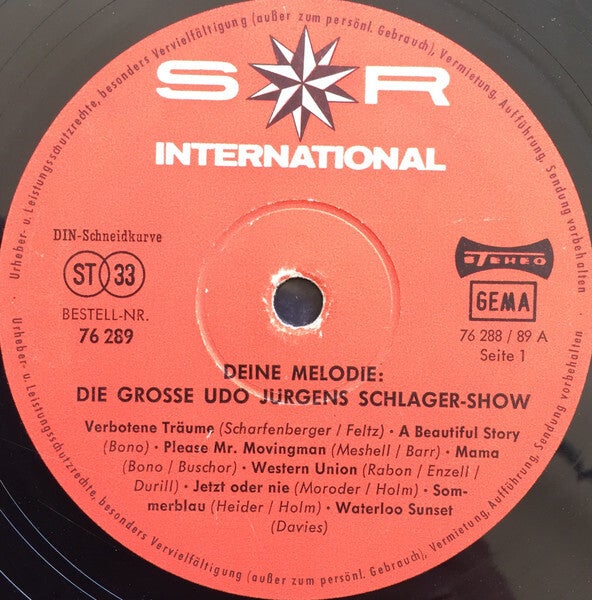 Urheber- u. Leistungsschutzrechte, besonders Vervielfältigung (außer zum persönl. Gebrauch), Vermietung, Aufführung, Sendung vorbehalten
S R
INTERNATIONAL
DIN-Schneidkurve
ST 33
BESTELL-NR.
76 289
STEREO
GEMA
76 288 / 89 A
Seite 1
DEINE MELODIE:
DIE GROSSE UDO JÜRGENS SCHLAGER-SHOW
Verbotene Träume (Scharfenberger / Feltz) · A Beautiful Story
(Bono) · Please Mr. Movingman (Meshell / Barr) · Mama
(Bono / Buschor) · Western Union (Rabon / Enzell /
Durill) · Jetzt oder nie (Moroder / Holm) · Som-
merblau (Heider / Holm) · Waterloo Sunset
(Davies)
Urheber- u. Leistungsschutzrechte, besonders Vervielfältigung (außer zum persönl. Gebrauch), Vermietung, Aufführung, Sendung vorbehalten